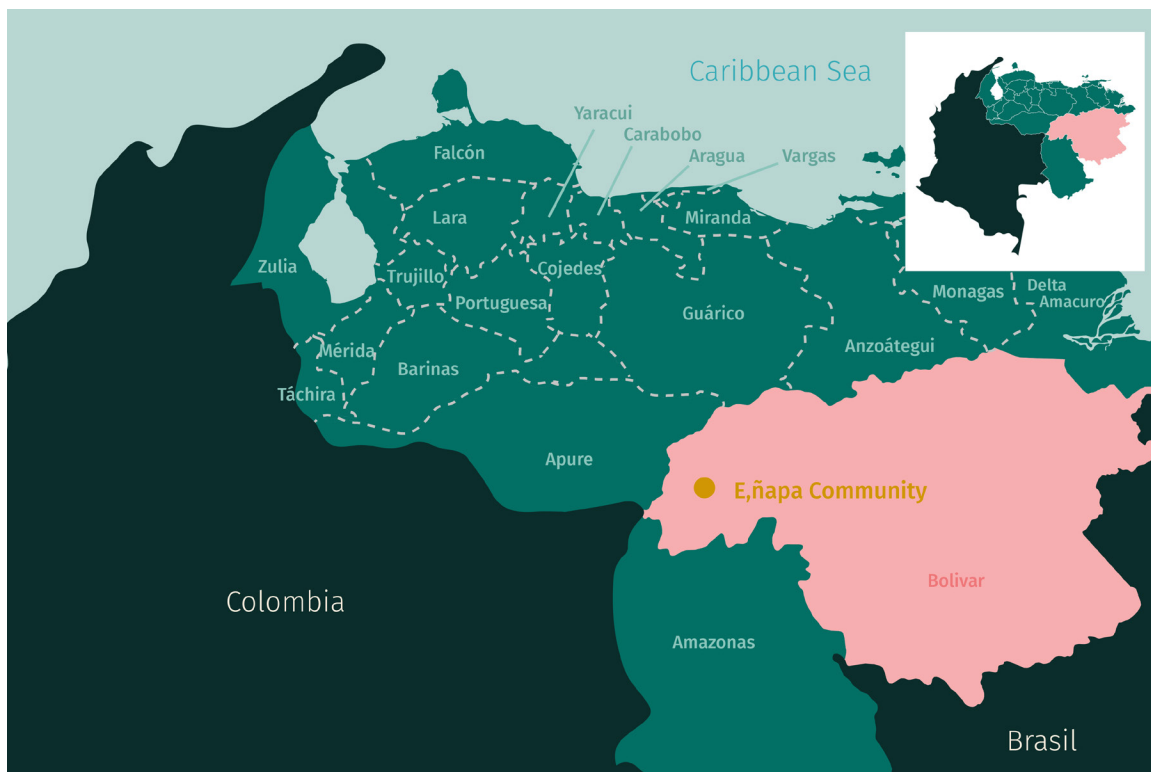 Caribbean Sea
Yaracui
Carabobo
Aragua
Vargas
Falcón
Lara
Miranda
Zulia
Trujillo
Cojedes
Portuguesa
Guárico
Monagas
Delta
Amacuro
Mérida
Barinas
Anzoátegui
Táchira
Apure
E,ñapa Community
Bolivar
Colombia
Amazonas
Brasil